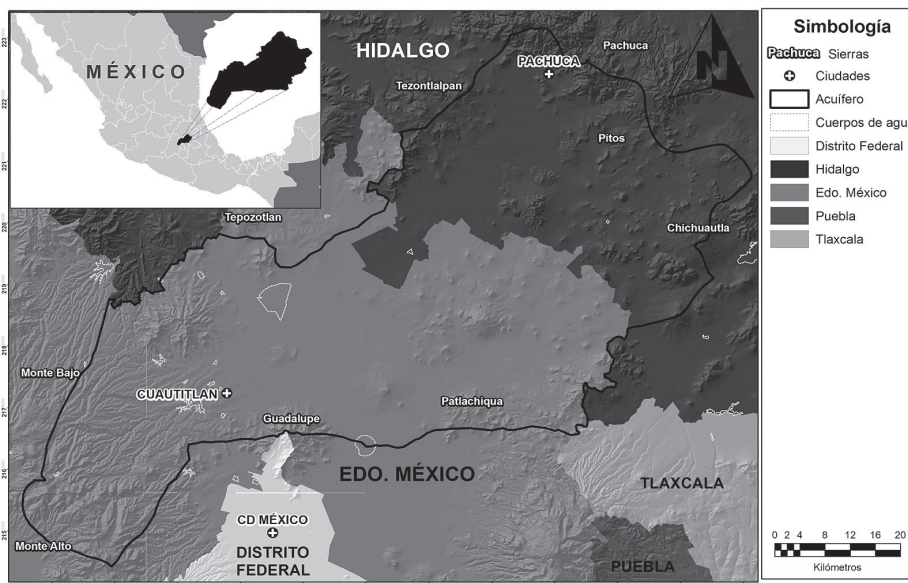 MÉXICO
HIDALGO
Pachuca
PACHUCA
Tezontlalpan
N
Pitos
Tepozotlan
Chichuautla
Monte Bajo
CUAUTITLAN
Patlachiqua
Guadalupe
EDO. MÉXICO
TLAXCALA
CD MÉXICO
Monte Alto
DISTRITO
FEDERAL
PUEBLA
223
222
221
220
219
218
217
216
215
Simbología
Pachuca Sierras
Ciudades
Acuífero
Cuerpos de agu
Distrito Federal
Hidalgo
Edo. México
Puebla
Tlaxcala
0 2 4 8 12 16 20
Kilómetros